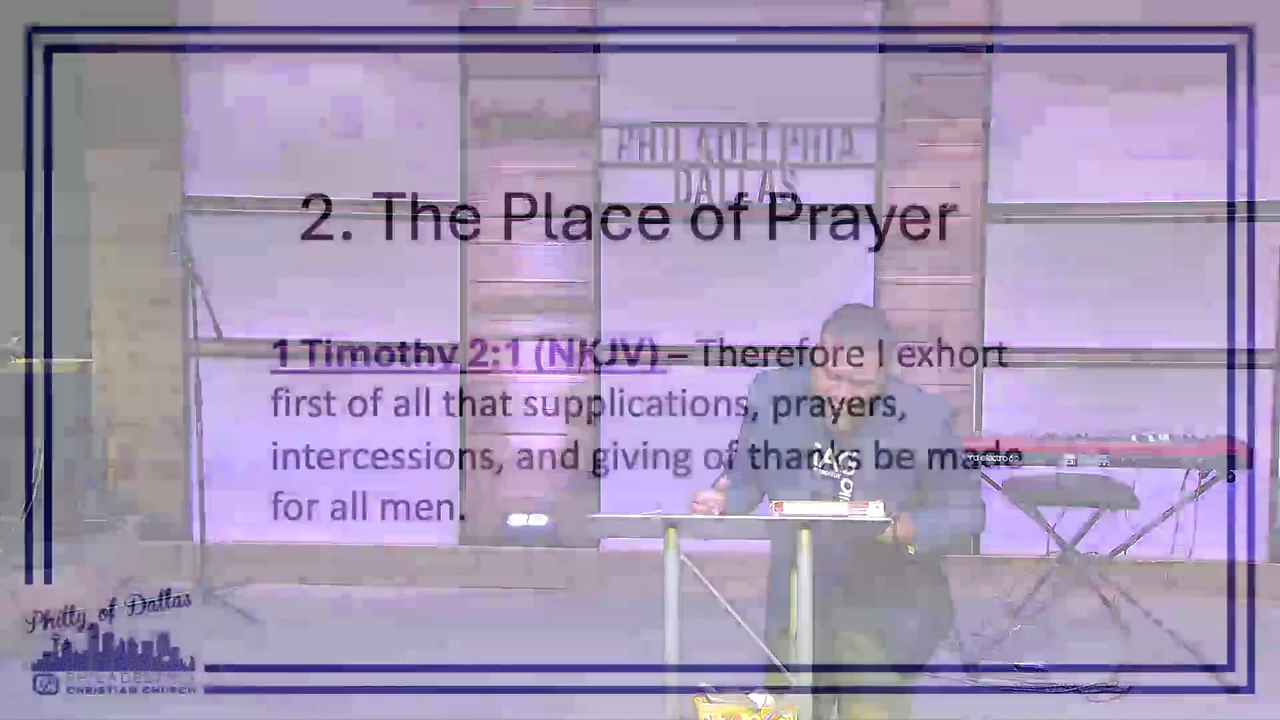 PHILADELPHIA
DALLAS
2. The Place of Prayer
1 Timothy 2:1 (NKJV) – Therefore I exhort
first of all that supplications, prayers,
intercessions, and giving of thanks be made
for all men.
Philly of Dallas
PHILADELPHIA
CHRISTIAN CHURCH